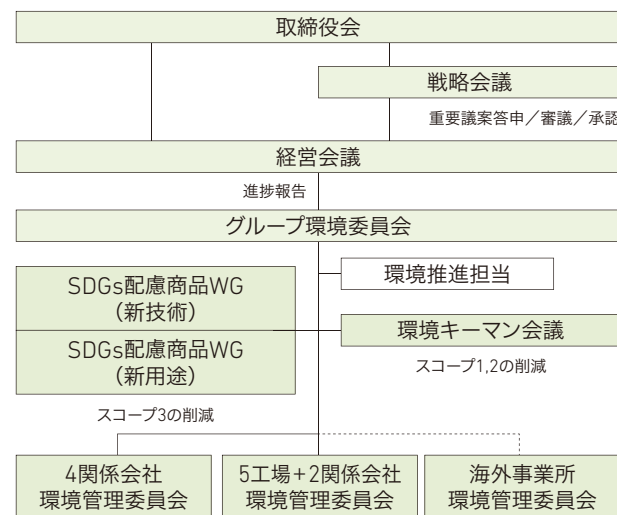 取締役会
戦略会議
重要議案答申／審議／承認
経営会議
進捗報告
グループ環境委員会
環境推進担当
SDGs配慮商品WG
（新技術）
環境キーマン会議
SDGs配慮商品WG
（新用途）
スコープ1,2の削減
スコープ3の削減
4関係会社
環境管理委員会
5工場+2関係会社
環境管理委員会
海外事業所
環境管理委員会